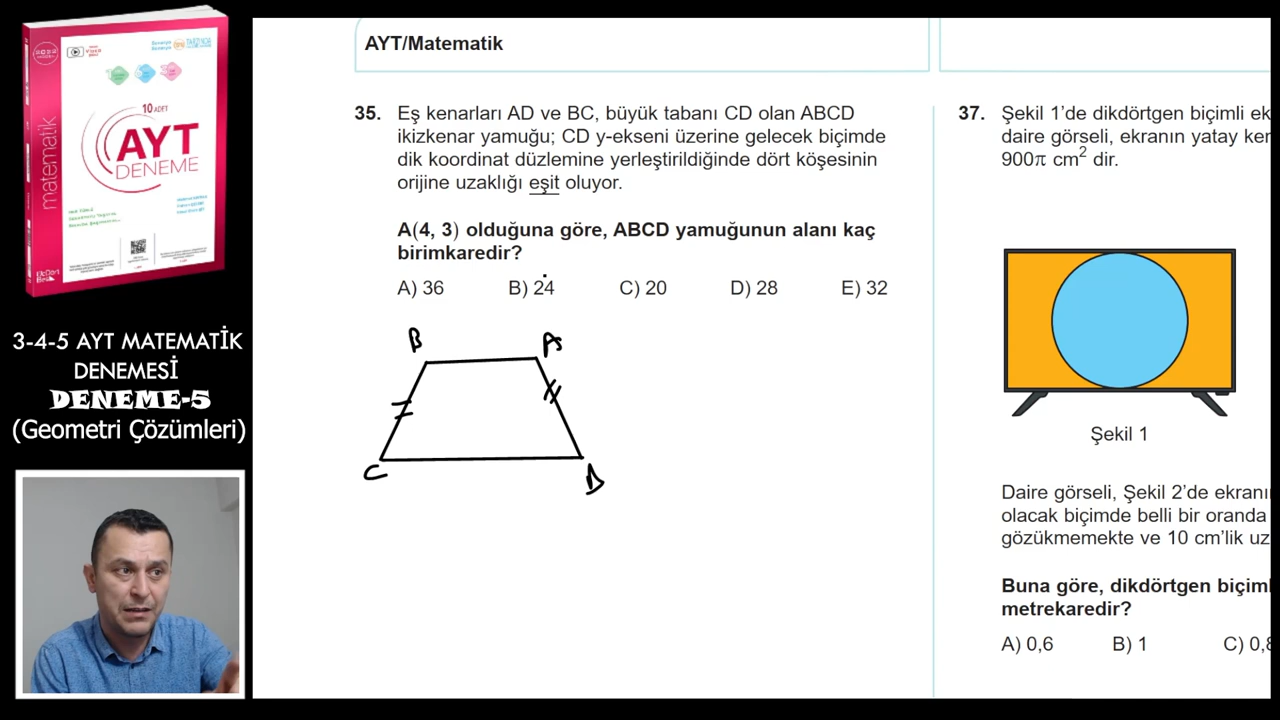 matematik
10 ADET
AYT
DENEME
3-4-5 AYT MATEMATİK
DENEMESİ
DENEME-5
(Geometri Çözümleri)
AYT/Matematik
35. Eş kenarları AD ve BC, büyük tabanı CD olan ABCD
ikizkenar yamuğu; CD y-ekseni üzerine gelecek biçimde
dik koordinat düzlemine yerleştirildiğinde dört köşesinin
orijine uzaklığı eşit oluyor.
A(4, 3) olduğuna göre, ABCD yamuğunun alanı kaç
birimkaredir?
A) 36 B) 24 C) 20 D) 28 E) 32
B A
C D
37. Şekil 1'de dikdörtgen biçimli ek
daire görseli, ekranın yatay ker
900π cm² dir.
Şekil 1
Daire görseli, Şekil 2'de ekranı
olacak biçimde belli bir oranda
gözükmemekte ve 10 cm'lik uz
Buna göre, dikdörtgen biçiml
metrekaredir?
A) 0,6 B) 1 C) 0,8